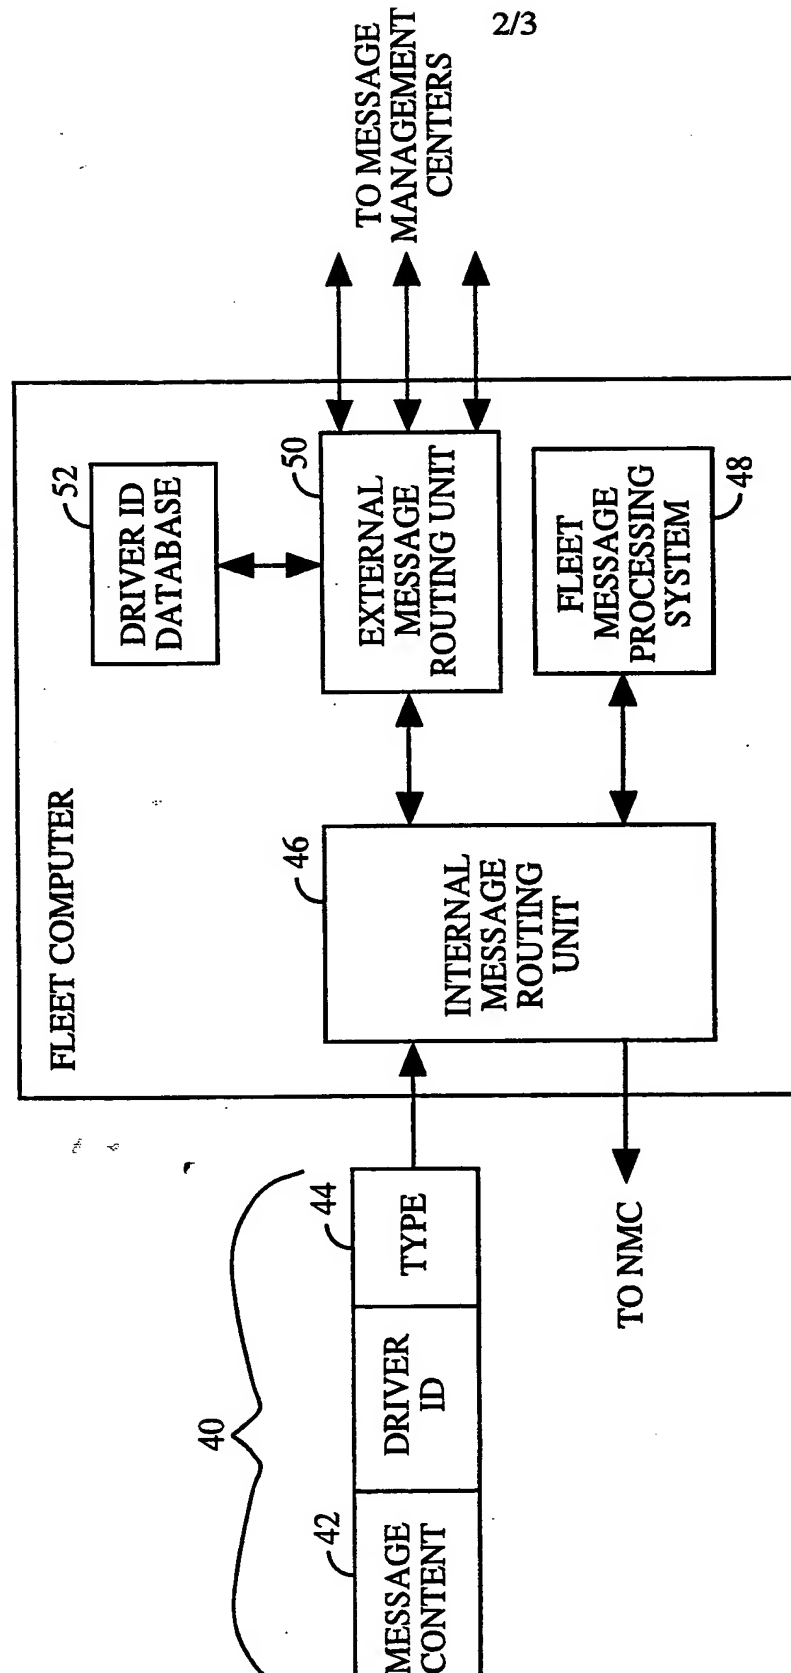 2/3
FLEET COMPUTER
52
DRIVER ID
DATABASE
50
EXTERNAL
MESSAGE
ROUTING UNIT
TO MESSAGE
MANAGEMENT
CENTERS
46
INTERNAL
MESSAGE
ROUTING
UNIT
FLEET
MESSAGE
PROCESSING
SYSTEM
48
40
42
MESSAGE
CONTENT
DRIVER
ID
44
TYPE
TO NMC